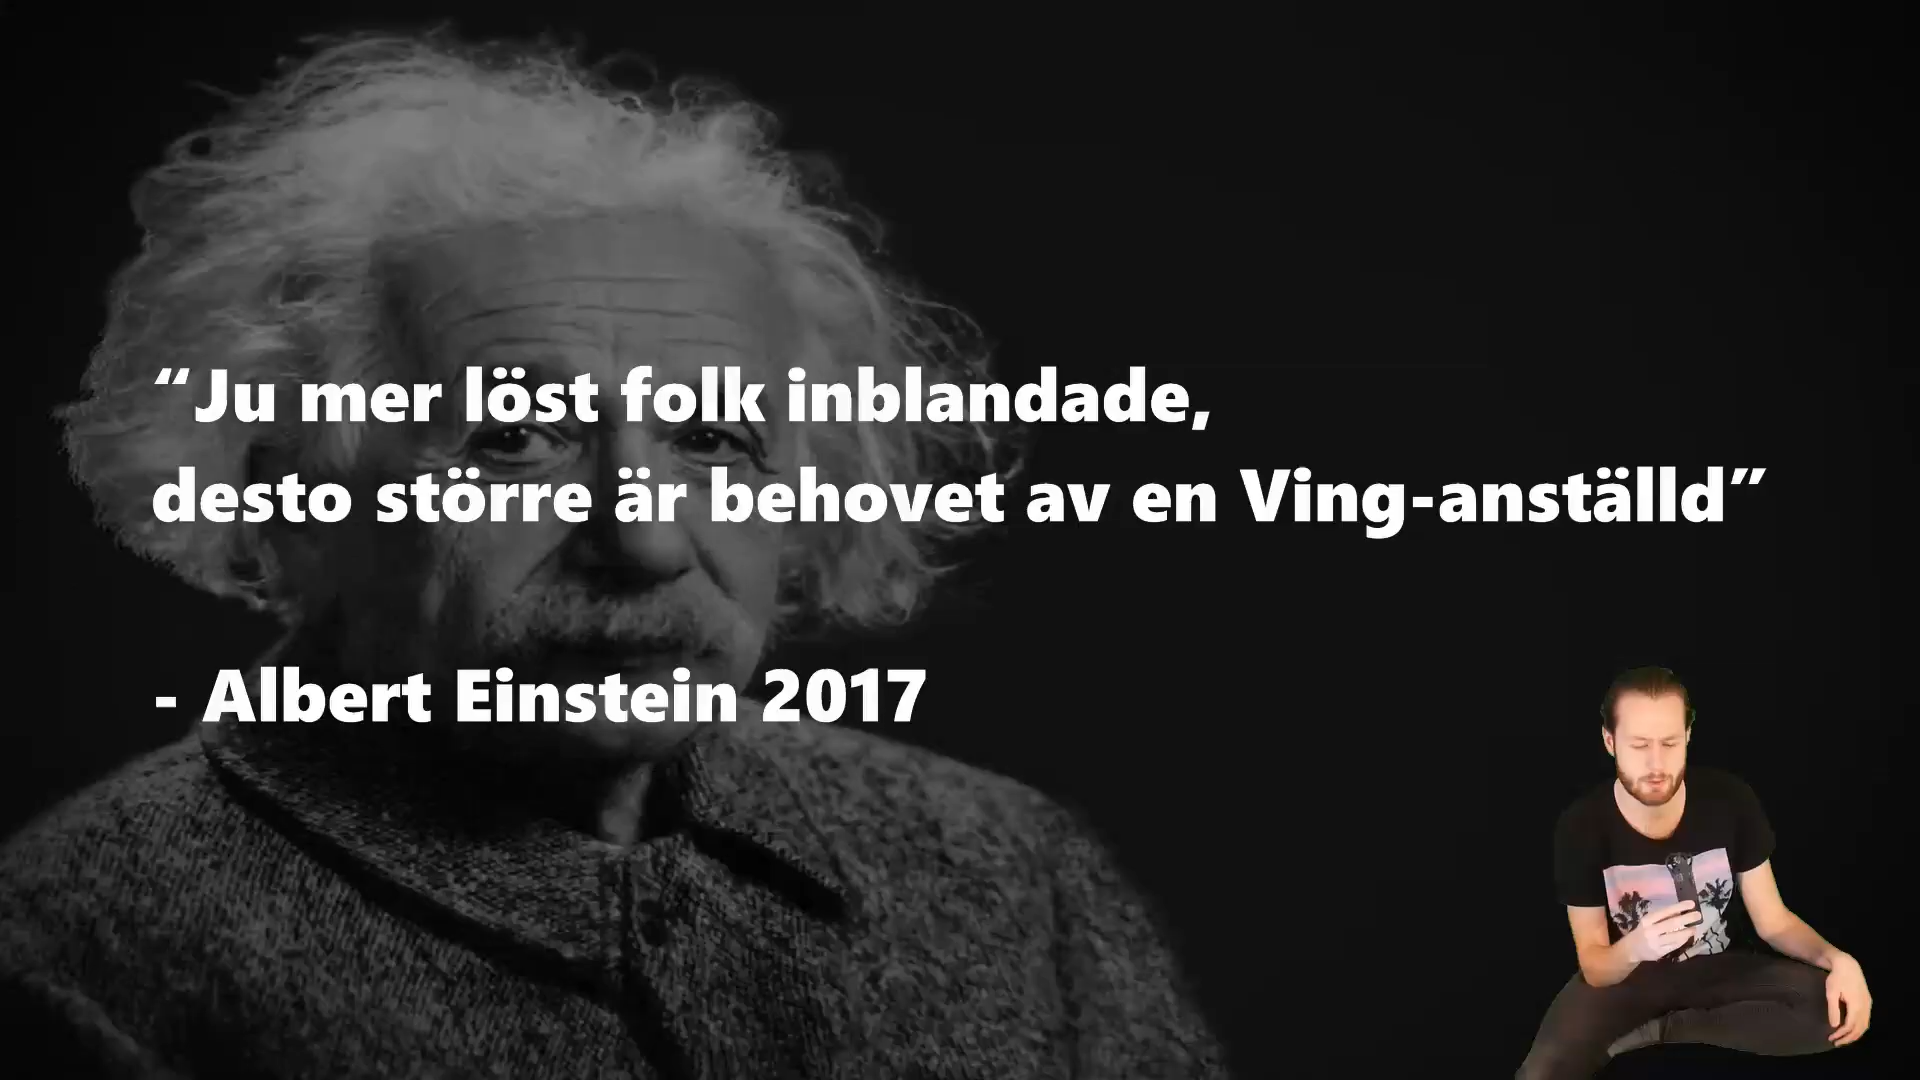 “Ju mer löst folk inblandade,
desto större är behovet av en Ving-anställd”
- Albert Einstein 2017